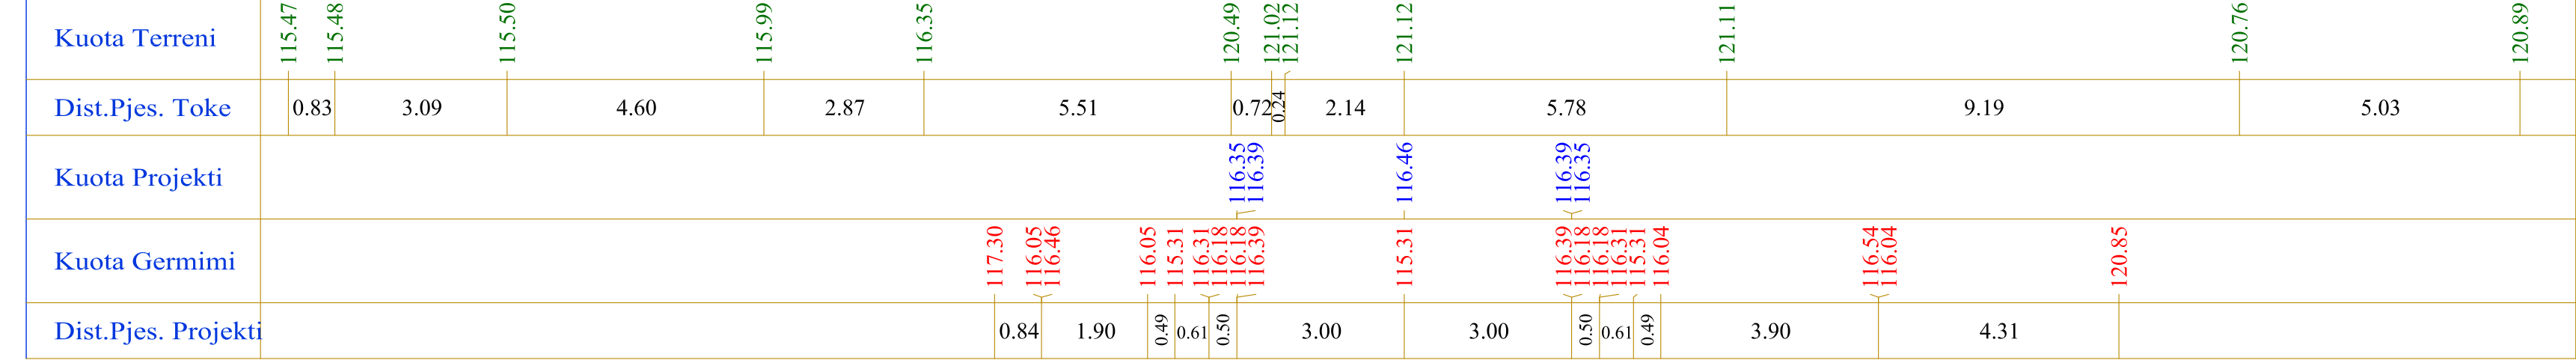 Kuota Terreni 115.47 115.48 115.50 115.99 116.35 120.49 121.02 121.12 121.12 121.11 120.76 120.89
Dist.Pjes. Toke 0.83 3.09 4.60 2.87 5.51 0.72 0.24 2.14 5.78 9.19 5.03
Kuota Projekti 116.35 116.39 116.46 116.39 116.35
Kuota Germimi 117.30 116.05 116.46 116.05 115.31 116.31 116.18 116.18 116.39 115.31 116.39 116.18 116.18 116.31 115.31 116.04 116.54 116.04 120.85
Dist.Pjes. Projekti 0.84 1.90 0.49 0.61 0.50 3.00 3.00 0.50 0.61 0.49 3.90 4.31